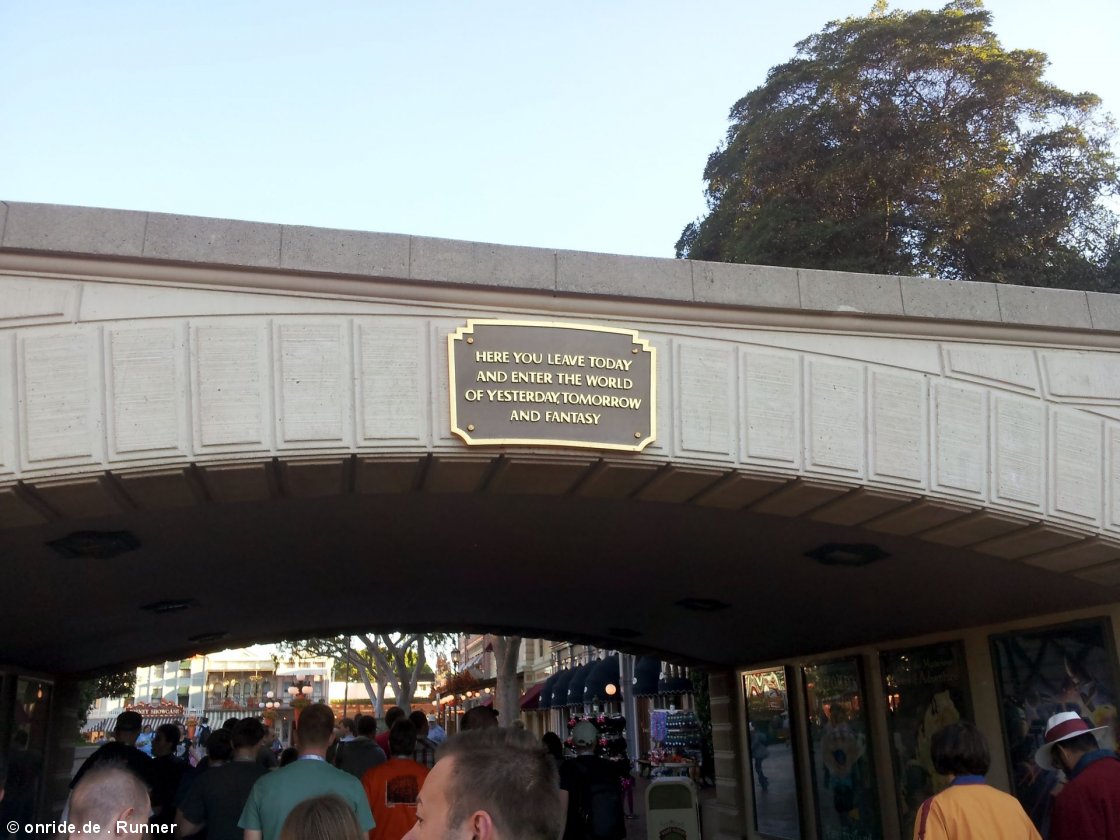 HERE YOU LEAVE TODAY
AND ENTER THE WORLD
OF YESTERDAY, TOMORROW
AND FANTASY
onride.de . Runner